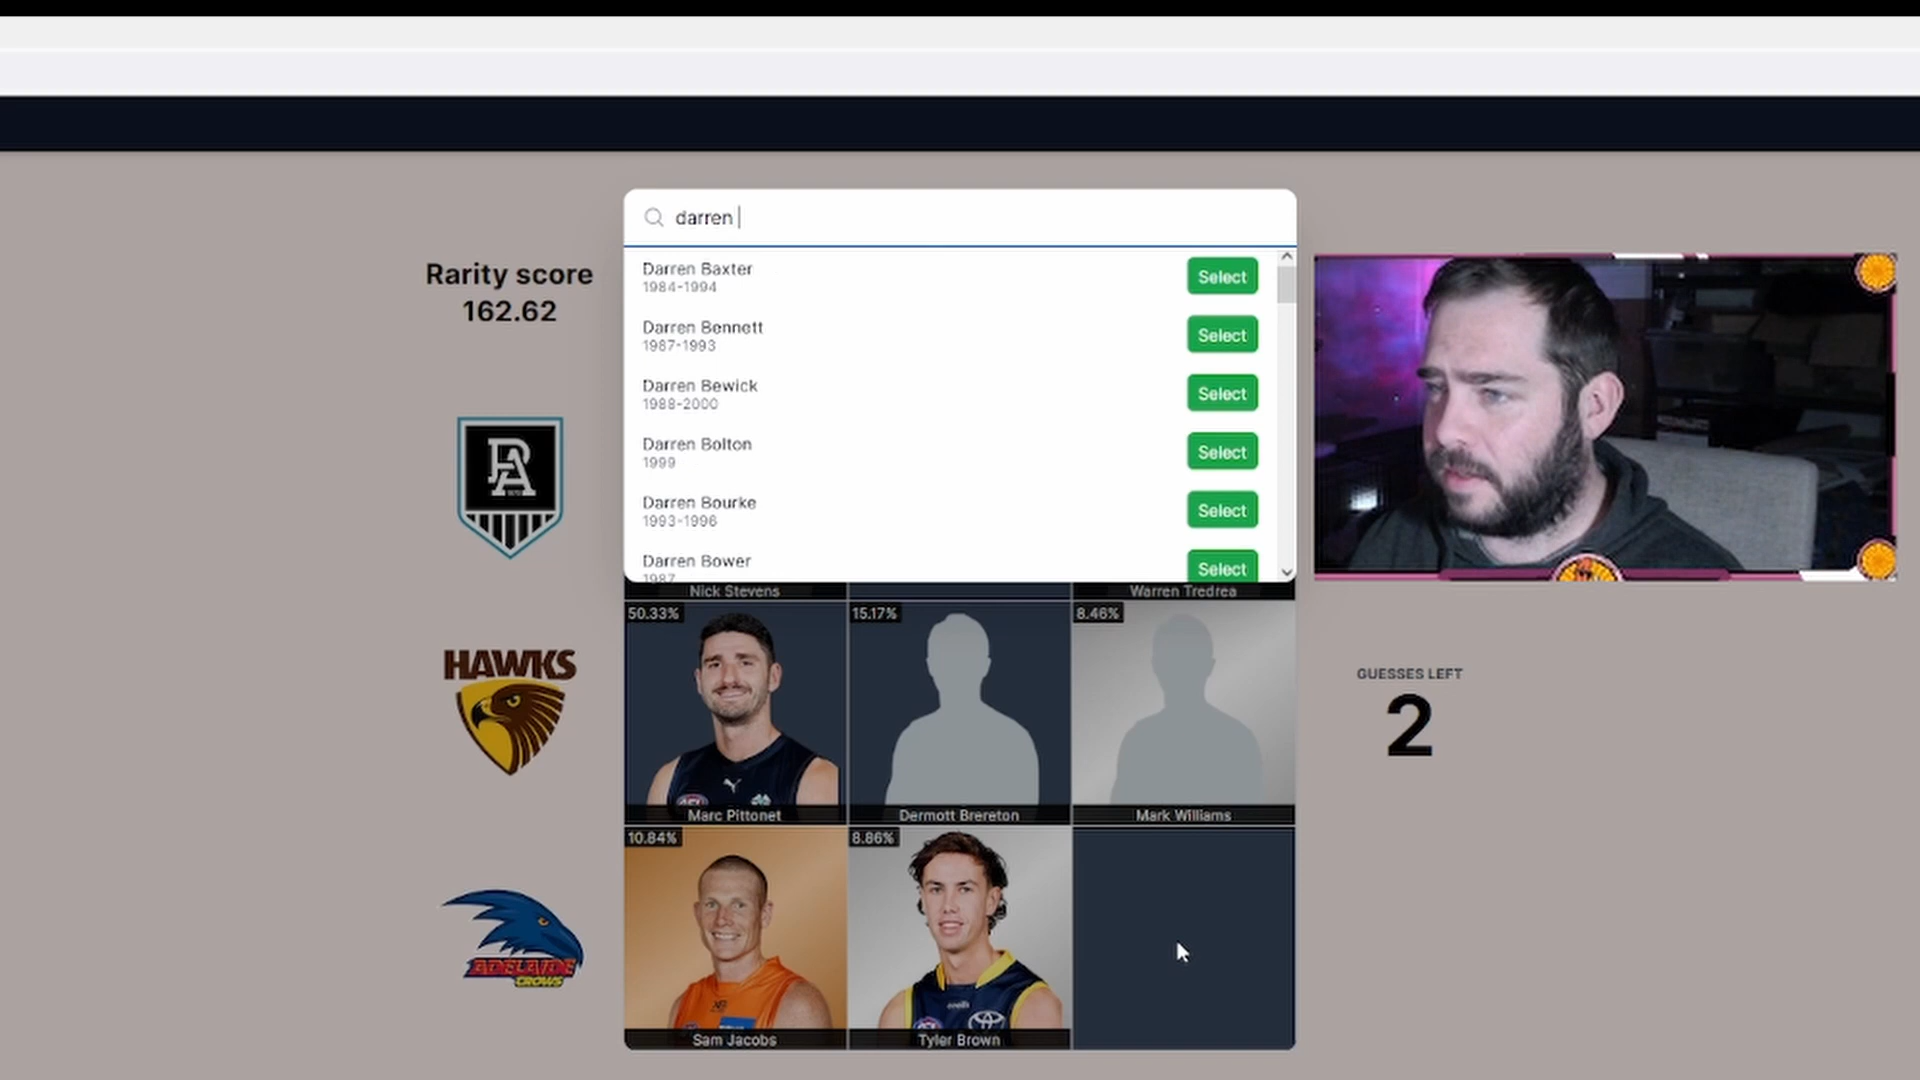 darren
Rarity score
162.62
Darren Baxter
1984-1994
Select
Darren Bennett
1987-1993
Select
Darren Bewick
1988-2000
Select
Darren Bolton
1999
Select
Darren Bourke
1993-1996
Select
Darren Bower
1987
Select
Nick Stevens
Warren Tredrea
PA
HAWKS
ADELAIDE
CROWS
50.33%
15.17%
8.46%
Marc Pittonet
Dermott Brereton
Mark Williams
GUESSES LEFT
2
10.84%
8.86%
Sam Jacobs
Tyler Brown